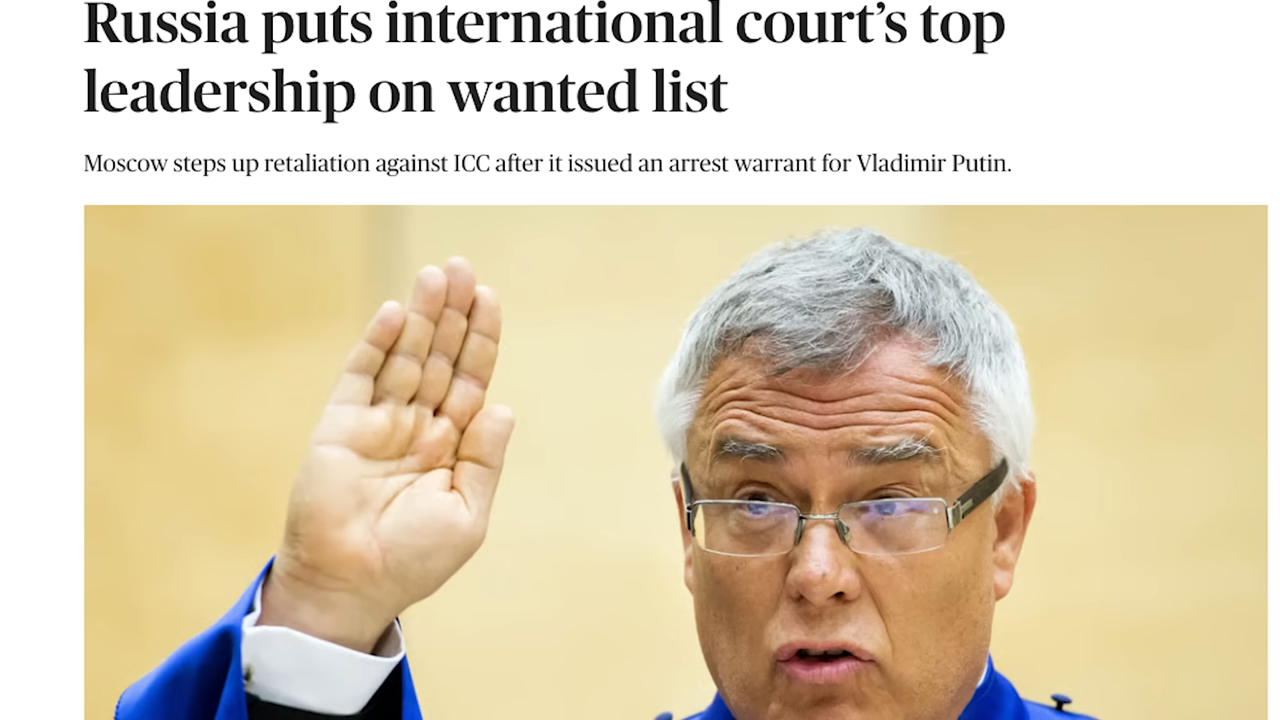 Russia puts international court’s top
leadership on wanted list
Moscow steps up retaliation against ICC after it issued an arrest warrant for Vladimir Putin.